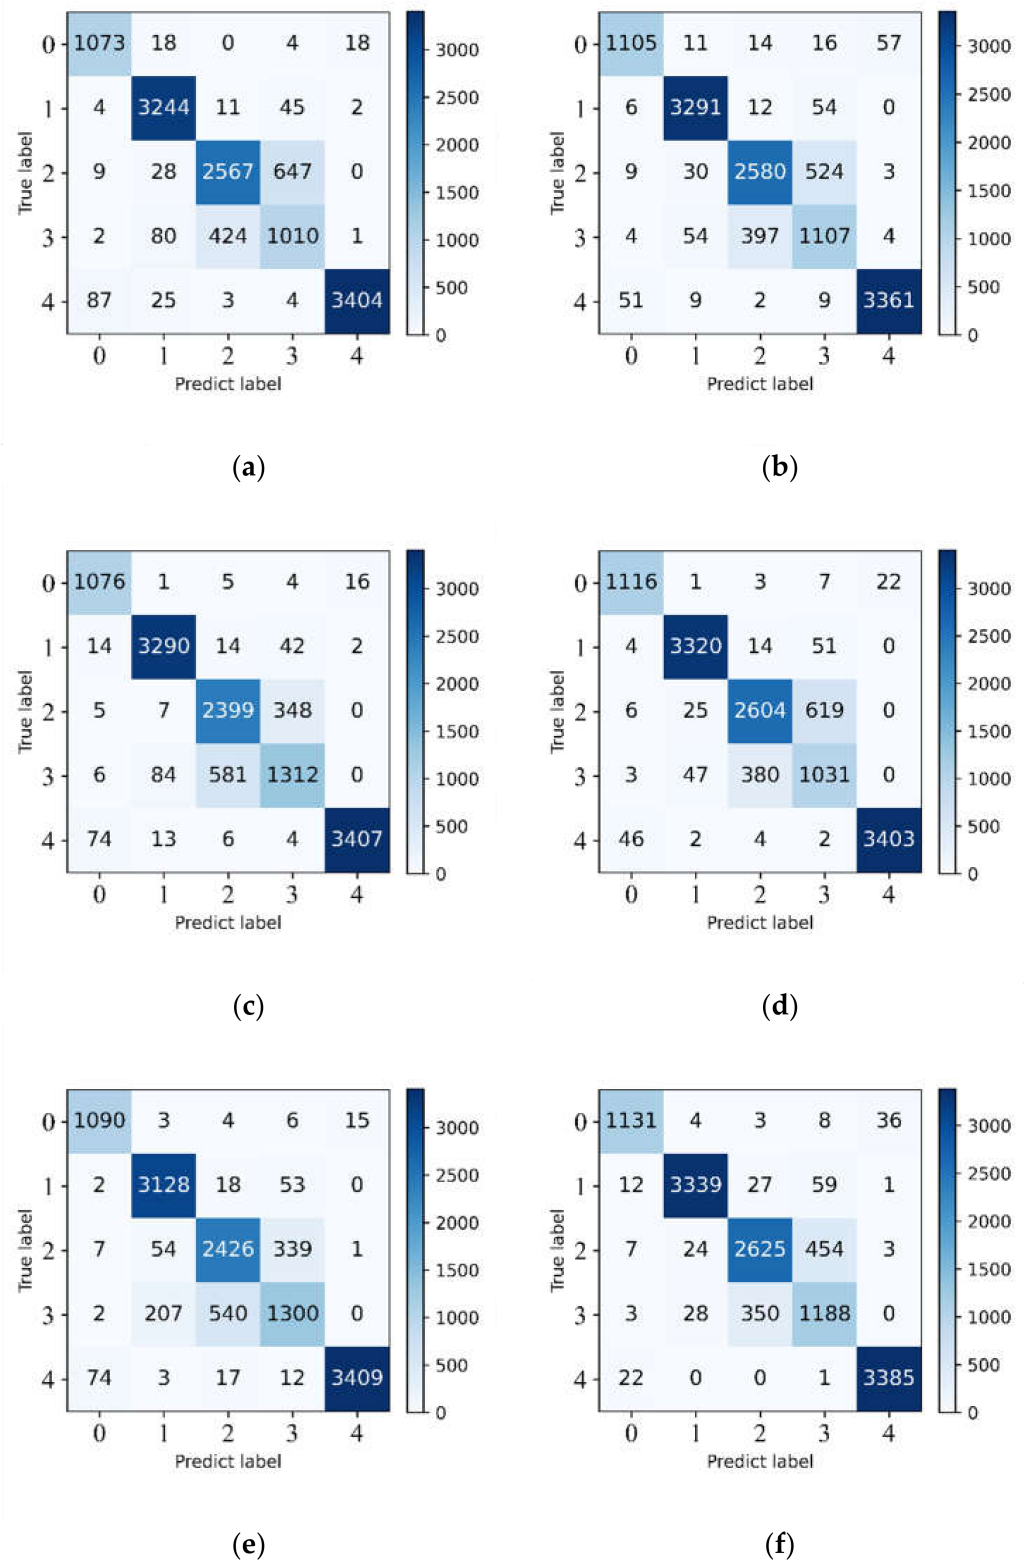 0 1073 18 0 4 18 3000
1 4 3244 11 45 2 2500
2 9 28 2567 647 0 2000
1500
3 2 80 424 1010 1 1000
4 87 25 3 4 3404 500
0
0 1 2 3 4
True label
Predict label
(a)
0 1105 11 14 16 57 3000
1 6 3291 12 54 0 2500
2 9 30 2580 524 3 2000
1500
3 4 54 397 1107 4 1000
4 51 9 2 9 3361 500
0
0 1 2 3 4
True label
Predict label
(b)
0 1076 1 5 4 16 3000
1 14 3290 14 42 2 2500
2 5 7 2399 348 0 2000
1500
3 6 84 581 1312 0 1000
4 74 13 6 4 3407 500
0
0 1 2 3 4
True label
Predict label
(c)
0 1116 1 3 7 22 3000
1 4 3320 14 51 0 2500
2 6 25 2604 619 0 2000
1500
3 3 47 380 1031 0 1000
4 46 2 4 2 3403 500
0
0 1 2 3 4
True label
Predict label
(d)
0 1090 3 4 6 15 3000
1 2 3128 18 53 0 2500
2 7 54 2426 339 1 2000
1500
3 2 207 540 1300 0 1000
4 74 3 17 12 3409 500
0
0 1 2 3 4
True label
Predict label
(e)
0 1131 4 3 8 36 3000
1 12 3339 27 59 1 2500
2 7 24 2625 454 3 2000
1500
3 3 28 350 1188 0 1000
4 22 0 0 1 3385 500
0
0 1 2 3 4
True label
Predict label
(f)